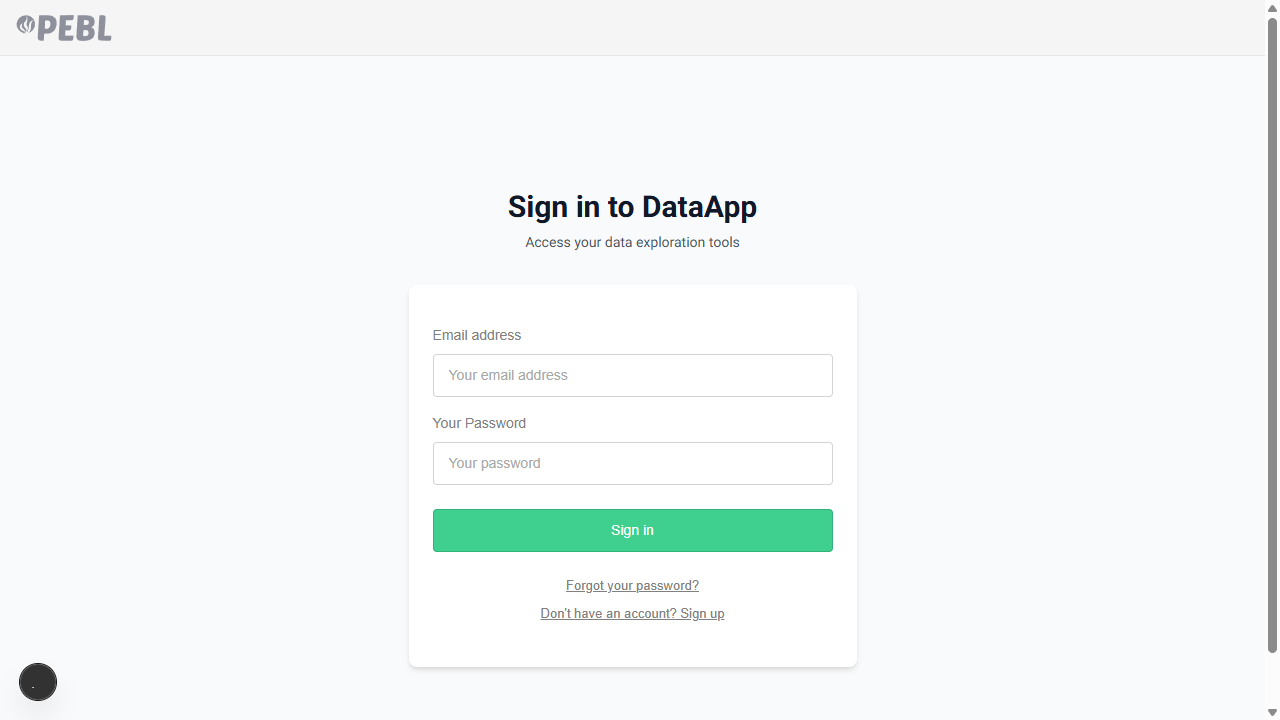 PEBL
Sign in to DataApp
Access your data exploration tools
Email address
Your email address
Your Password
Your password
Sign in
Forgot your password?
Don't have an account? Sign up